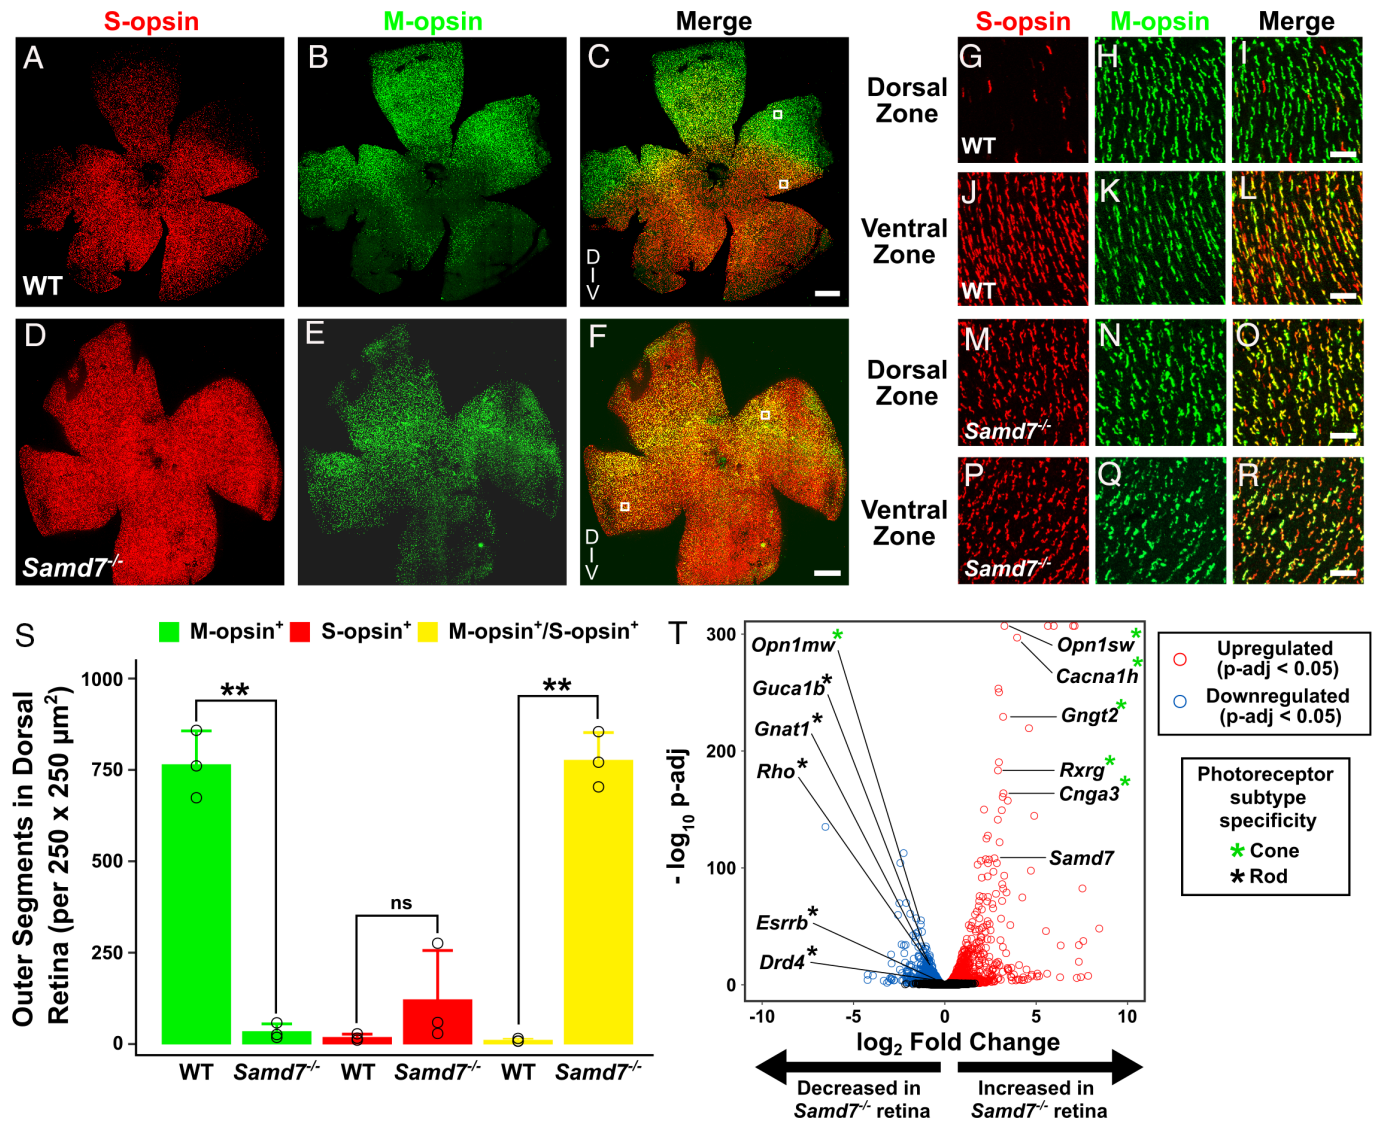 S-opsin M-opsin Merge S-opsin M-opsin Merge
A B C G H I
Dorsal
Zone
WT
J K L
Ventral
Zone
WT
D
I
V
WT
D E F M N O
Dorsal
Zone
Samd7-/-
P Q R
Ventral
Zone
Samd7-/-
D
I
V
Samd7-/-
S
M-opsin+ S-opsin+ M-opsin+/S-opsin+
Outer Segments in Dorsal
Retina (per 250 x 250 µm2)
1000
750
500
250
0
** ns **
WT Samd7-/- WT Samd7-/- WT Samd7-/-
T
- log10 p-adj
300
200
100
0
Opn1mw*
Guca1b*
Gnat1*
Rho*
Esrrb*
Drd4*
Opn1sw*
Cacna1h*
Gngt2*
Rxrg*
Cnga3*
Samd7
-10 -5 0 5 10
log2 Fold Change
Decreased in
Samd7-/- retina
Increased in
Samd7-/- retina
Upregulated
(p-adj < 0.05)
Downregulated
(p-adj < 0.05)
Photoreceptor
subtype
specificity
* Cone
* Rod